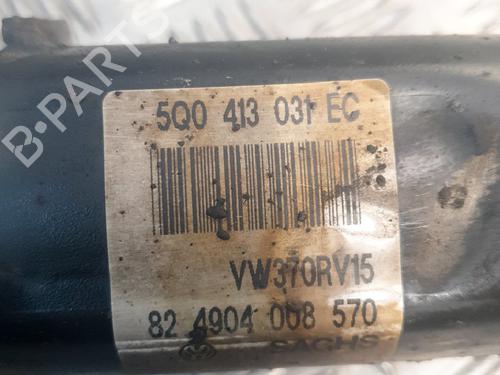 5Q0 413 031 EC
VW370RV15
82 4904 008 570
SACHS
B-PARTS